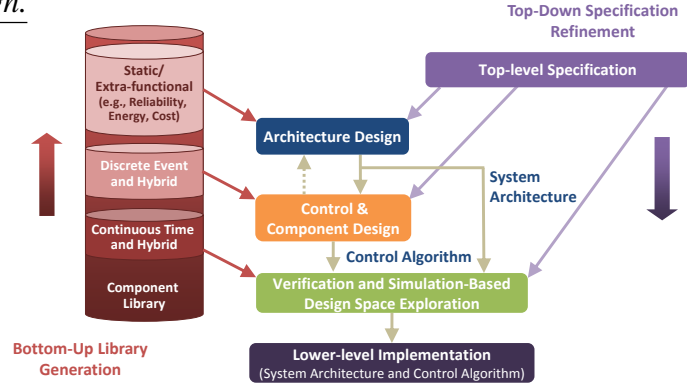 n.
Top-Down Specification
Refinement
Static/
Extra-functional
(e.g., Reliability,
Energy, Cost)
Top-level Specification
Architecture Design
Discrete Event
and Hybrid
System
Architecture
Control &
Component Design
Continuous Time
and Hybrid
Control Algorithm
Verification and Simulation-Based
Design Space Exploration
Component
Library
Bottom-Up Library
Generation
Lower-level Implementation
(System Architecture and Control Algorithm)